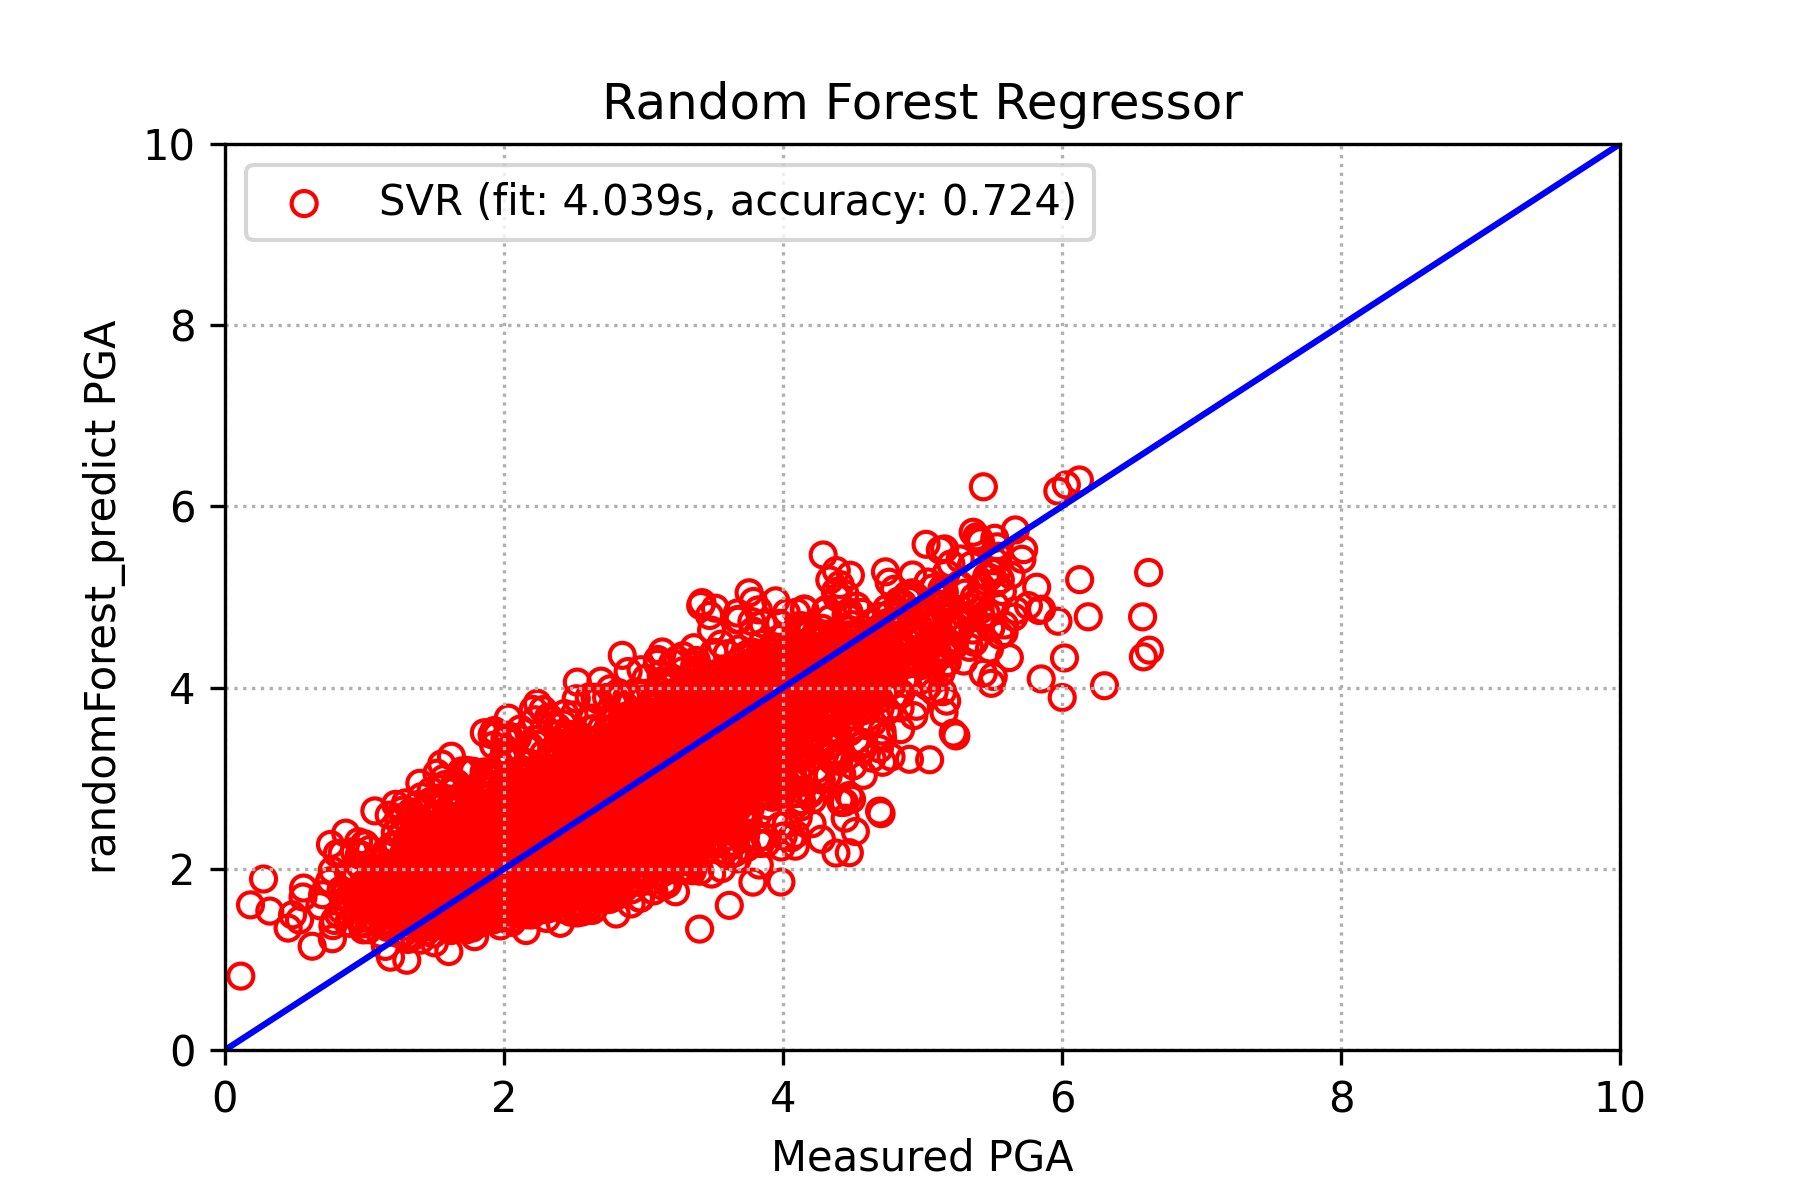 Random Forest Regressor
SVR (fit: 4.039s, accuracy: 0.724)
randomForest_predict PGA
10
8
6
4
2
0
0 2 4 6 8 10
Measured PGA